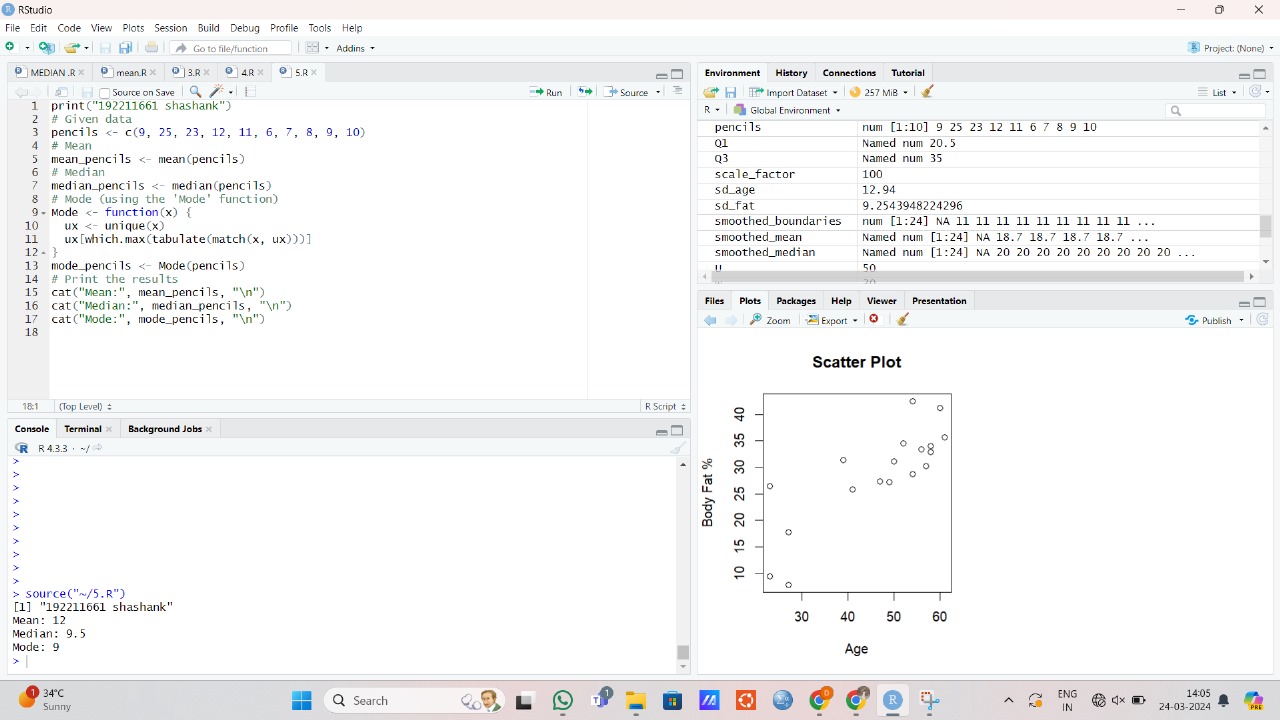 RStudio
File Edit Code View Plots Session Build Debug Profile Tools Help
Go to file/function Addins Project: (None)
MEDIAN .R mean.R 3.R 4.R 5.R
Source on Save Run Source
1 print("192211661 shashank")
2 # Given data
3 pencils <- c(9, 25, 23, 12, 11, 6, 7, 8, 9, 10)
4 # Mean
5 mean_pencils <- mean(pencils)
6 # Median
7 median_pencils <- median(pencils)
8 # Mode (using the 'Mode' function)
9 Mode <- function(x) {
10 ux <- unique(x)
11 ux[which.max(tabulate(match(x, ux)))]
12 }
13 mode_pencils <- Mode(pencils)
14 # Print the results
15 cat("Mean:", mean_pencils, "\n")
16 cat("Median:", median_pencils, "\n")
17 cat("Mode:", mode_pencils, "\n")
18
18:1 (Top Level) R Script
Console Terminal Background Jobs
R 4.3.3 · ~/
>
>
>
>
>
>
>
>
>
>
> source("~/5.R")
[1] "192211661 shashank"
Mean: 12
Median: 9.5
Mode: 9
>
Environment History Connections Tutorial
Import Dataset 257 MiB List
R Global Environment
pencils num [1:10] 9 25 23 12 11 6 7 8 9 10
Q1 Named num 20.5
Q3 Named num 35
scale_factor 100
sd_age 12.94
sd_fat 9.2543948224296
smoothed_boundaries num [1:24] NA 11 11 11 11 11 11 11 11 11 ...
smoothed_mean Named num [1:24] NA 18.7 18.7 18.7 18.7 ...
smoothed_median Named num [1:24] NA 20 20 20 20 20 20 20 20 20 ...
u 50
Files Plots Packages Help Viewer Presentation
Zoom Export Publish
Scatter Plot
Body Fat %
40
35
30
25
20
15
10
30 40 50 60
Age
1 34°C
Sunny
Search
1
ENG
IN
14:05
24-03-2024
PRE